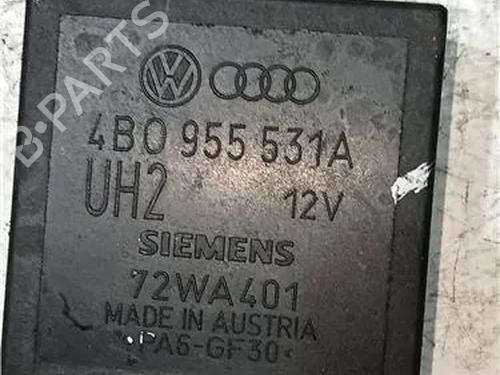 4B0 955 531A
UH2 12V
SIEMENS
72WA401
MADE IN AUSTRIA
>PA6-GF30<
B-PARTS